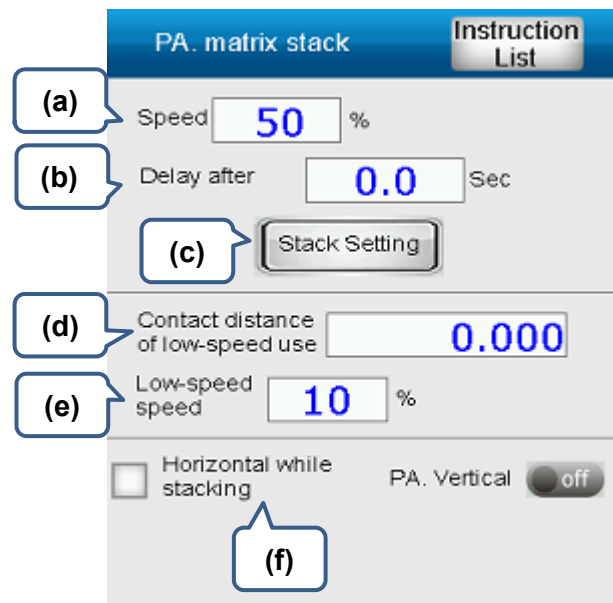 PA. matrix stack
Instruction
List
(a)
Speed 50 %
(b)
Delay after 0.0 Sec
(c)
Stack Setting
(d)
Contact distance
of low-speed use 0.000
(e)
Low-speed
speed 10 %
Horizontal while
stacking
PA. Vertical off
(f)